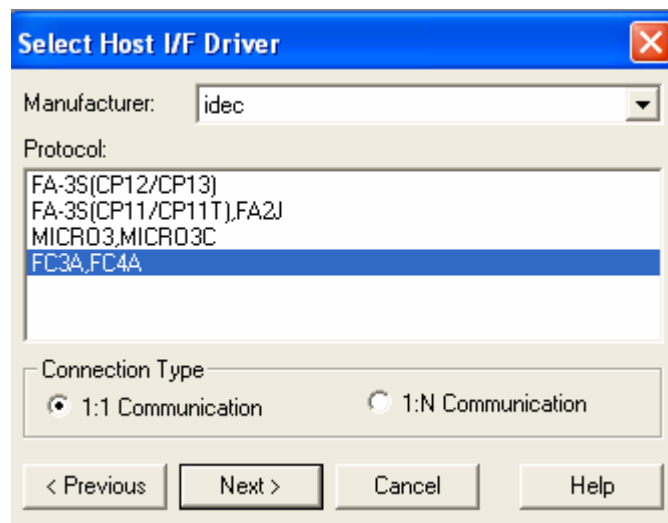 Select Host I/F Driver
Manufacturer: idec
Protocol:
FA-3S(CP12/CP13)
FA-3S(CP11/CP11T),FA2J
MICRO3,MICRO3C
FC3A,FC4A
Connection Type
1:1 Communication 1:N Communication
< Previous Next > Cancel Help